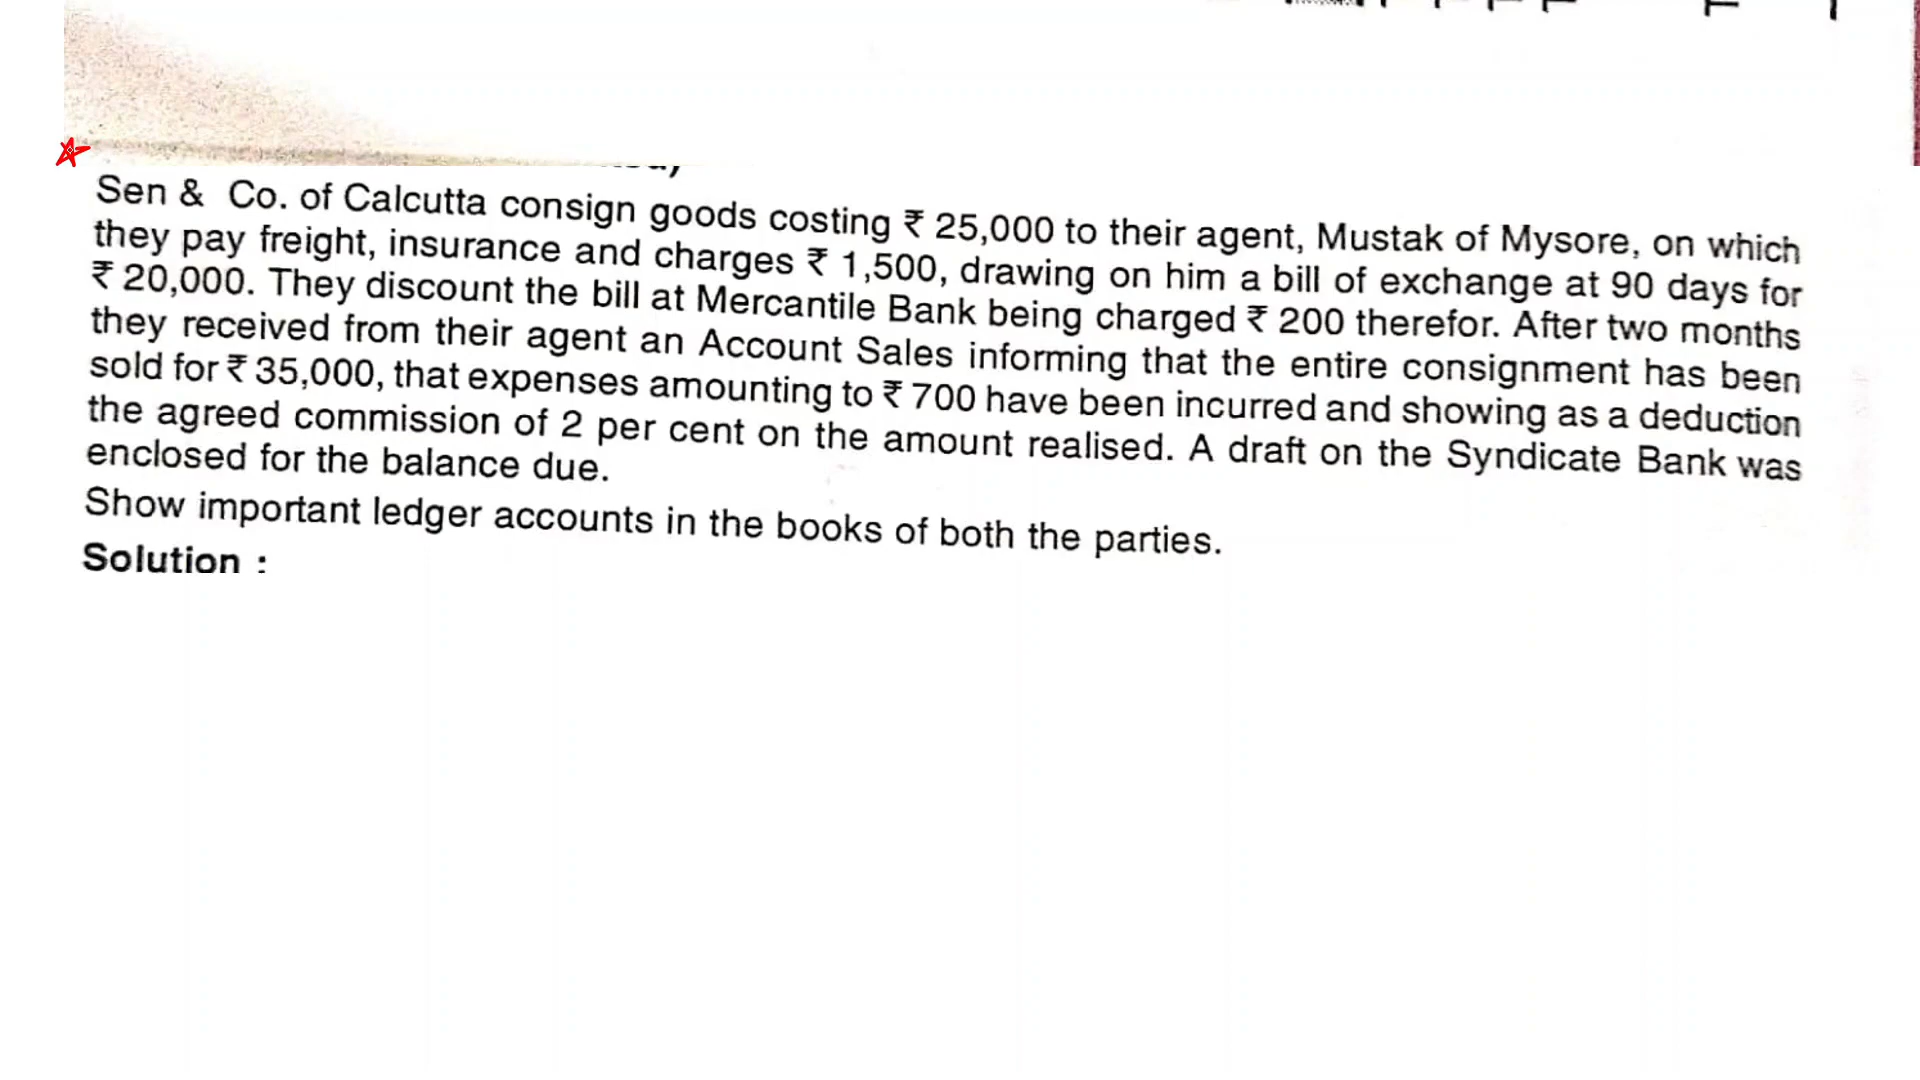 Sen & Co. of Calcutta consign goods costing ₹ 25,000 to their agent, Mustak of Mysore, on which
they pay freight, insurance and charges ₹ 1,500, drawing on him a bill of exchange at 90 days for
₹ 20,000. They discount the bill at Mercantile Bank being charged ₹ 200 therefor. After two months
they received from their agent an Account Sales informing that the entire consignment has been
sold for ₹ 35,000, that expenses amounting to ₹ 700 have been incurred and showing as a deduction
the agreed commission of 2 per cent on the amount realised. A draft on the Syndicate Bank was
enclosed for the balance due.
Show important ledger accounts in the books of both the parties.
Solution :